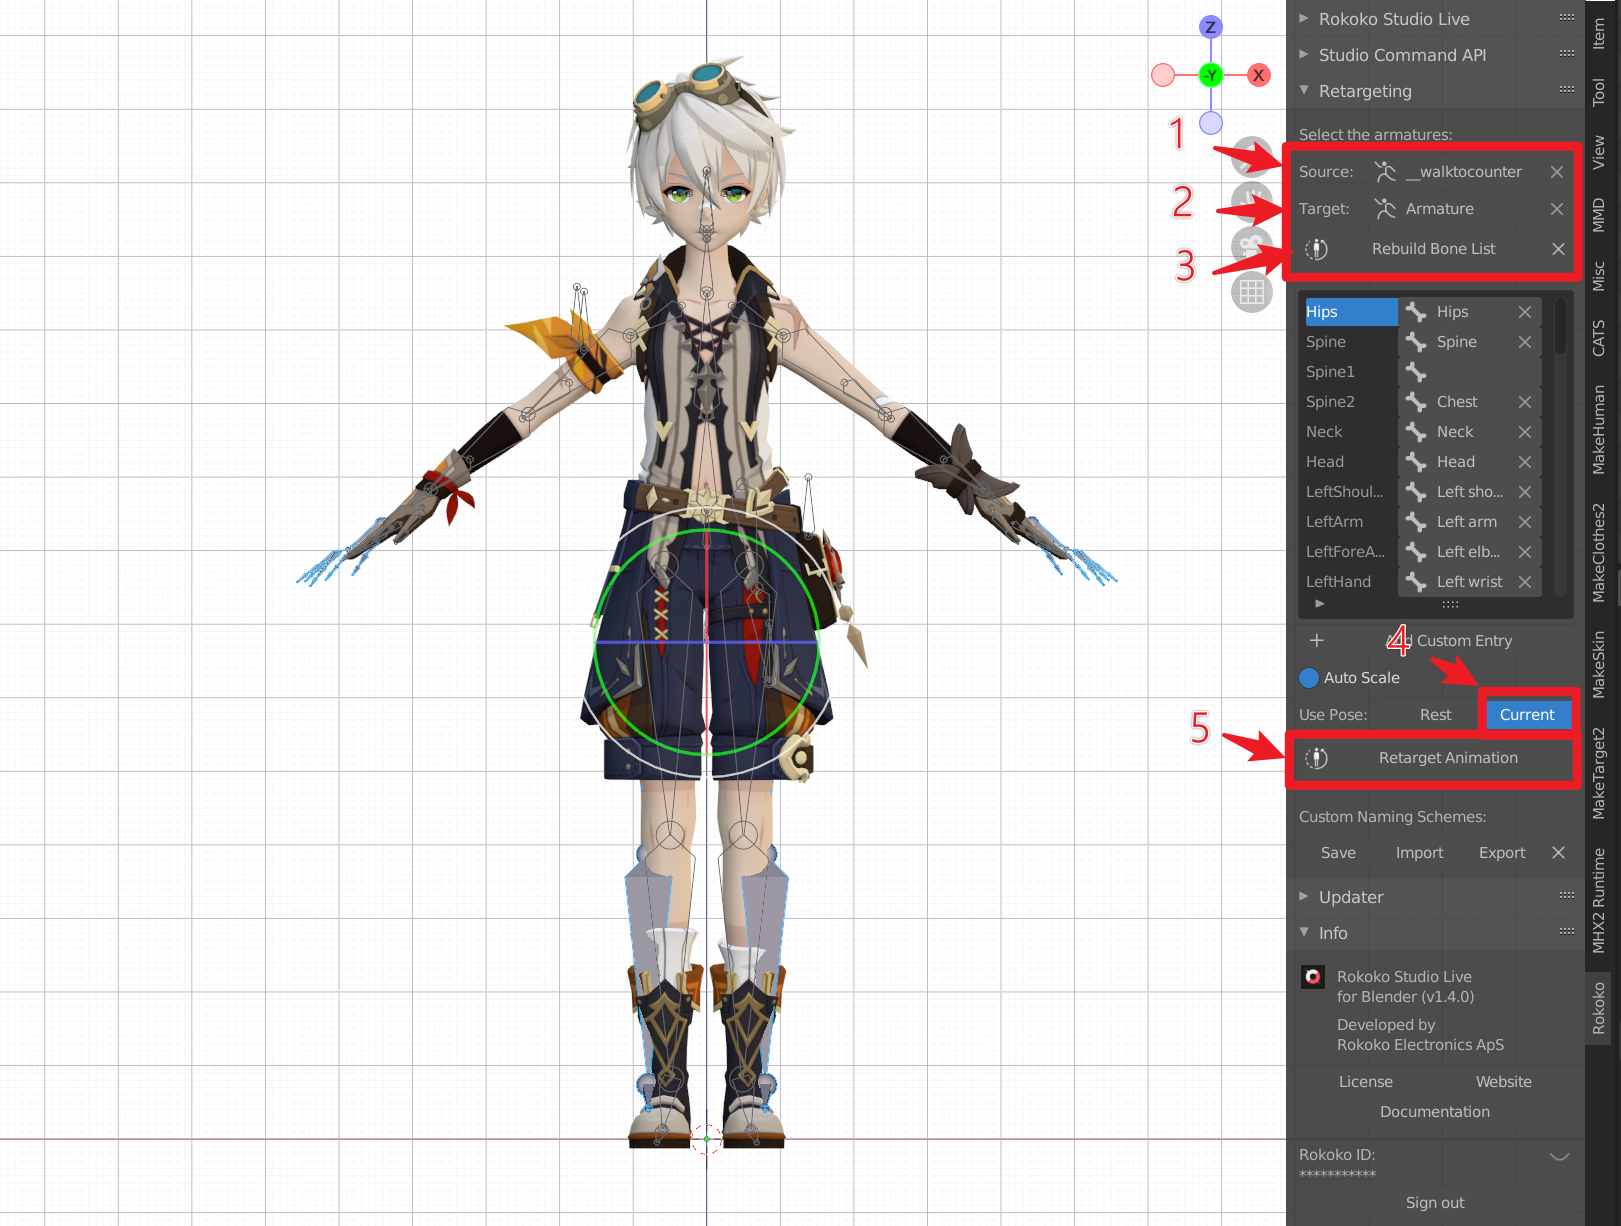 Z
-Y
X
1
2
3
4
5
Rokoko Studio Live
Studio Command API
Retargeting
Select the armatures:
Source: __walktocounter
Target: Armature
Rebuild Bone List
Hips Hips
Spine Spine
Spine1
Spine2 Chest
Neck Neck
Head Head
LeftShoul... Left sho...
LeftArm Left arm
LeftForeA... Left elb...
LeftHand Left wrist
Custom Entry
Auto Scale
Use Pose: Rest Current
Retarget Animation
Custom Naming Schemes:
Save Import Export
Updater
Info
Rokoko Studio Live
for Blender (v1.4.0)
Developed by
Rokoko Electronics ApS
License Website
Documentation
Rokoko ID:
***********
Sign out
Item
Tool
View
MMD
Misc
CATS
MakeHuman
MakeClothes2
MakeSkin
MakeTarget2
MHX2 Runtime
Rokoko